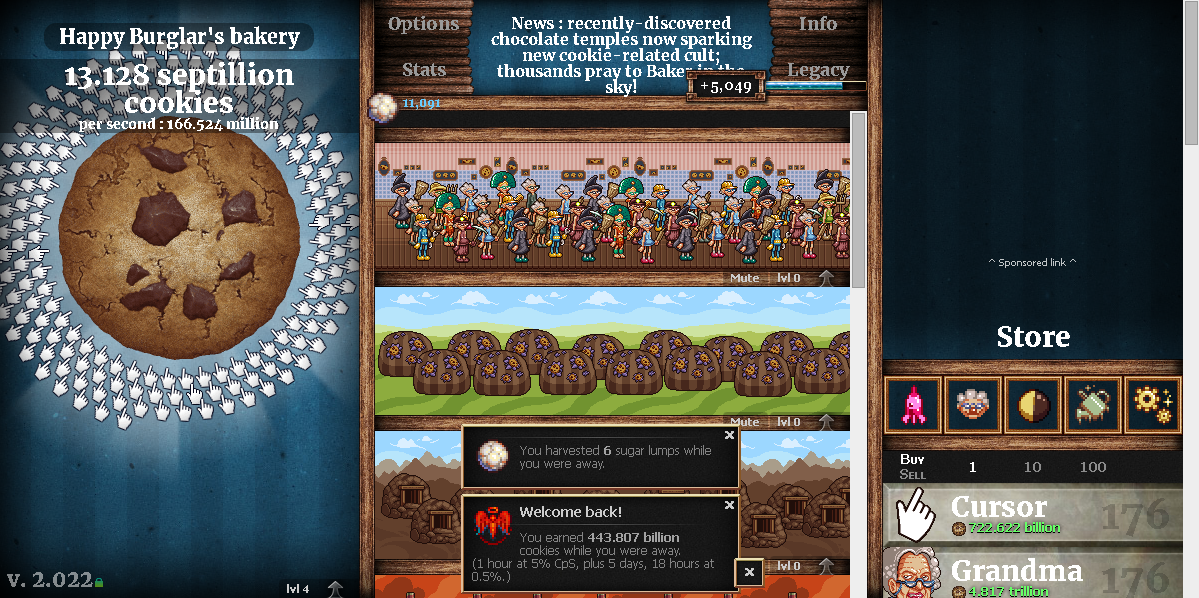 Happy Burglar's bakery
13.128 septillion
cookies
per second : 166.524 million
v. 2.022
lvl 4
Options
Stats
News : recently-discovered
chocolate temples now sparking
new cookie-related cult;
thousands pray to Baker in the
sky!
Info
Legacy
+5,049
11,091
Mute lvl 0
Mute lvl 0
You harvested 6 sugar lumps while
you were away.
Welcome back!
You earned 443.807 billion
cookies while you were away.
(1 hour at 5% CpS, plus 5 days, 18 hours at
0.5%.)
lvl 0
^ Sponsored link ^
Store
Buy
Sell
1 10 100
Cursor
722.622 billion
176
Grandma
4.817 trillion
176